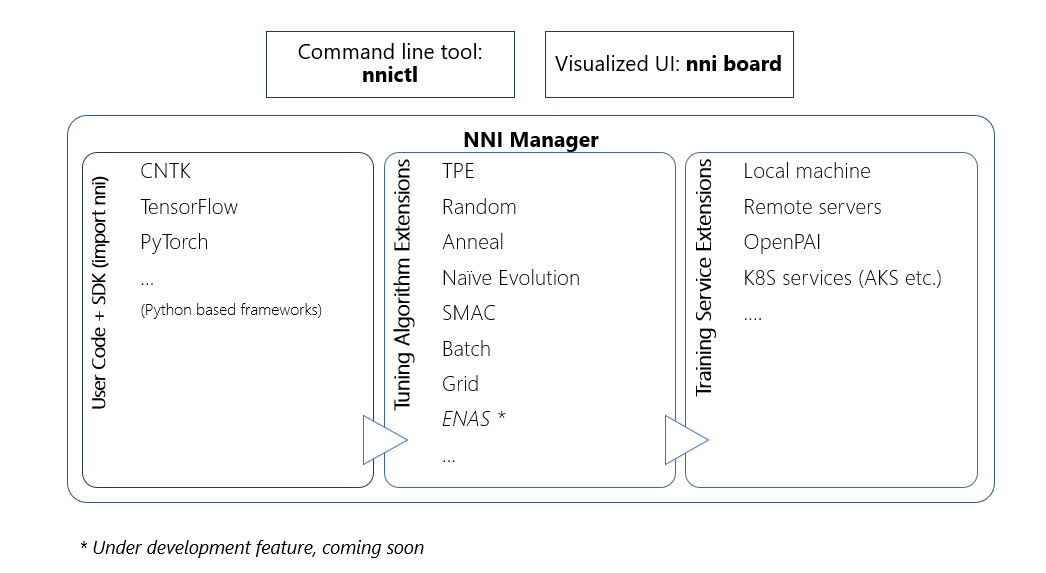 Command line tool:
nnictl
Visualized UI: nni board
NNI Manager
User Code + SDK (import nni)
CNTK
TensorFlow
PyTorch
...
(Python based frameworks)
Tuning Algorithm Extensions
TPE
Random
Anneal
Naïve Evolution
SMAC
Batch
Grid
ENAS *
...
Training Service Extensions
Local machine
Remote servers
OpenPAI
K8S services (AKS etc.)
....
* Under development feature, coming soon